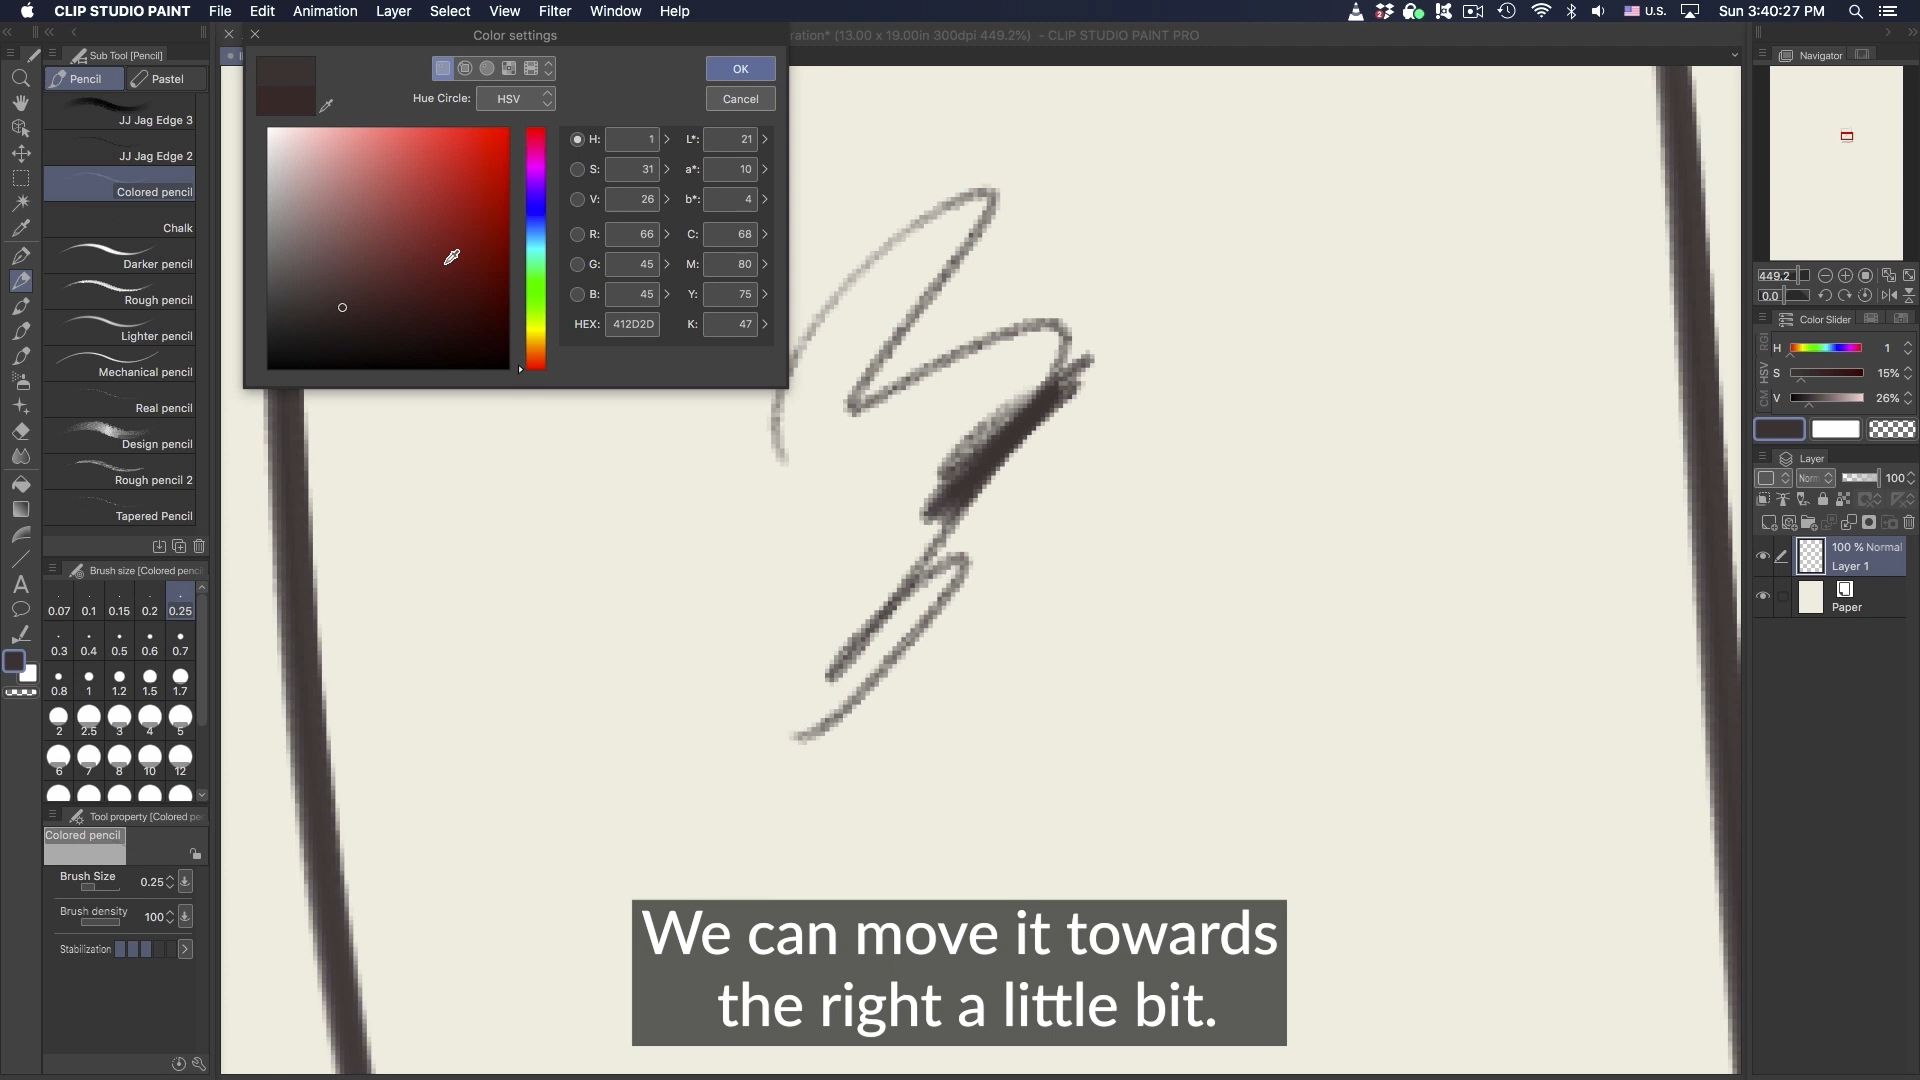 CLIP STUDIO PAINT File Edit Animation Layer Select View Filter Window Help
2
U.S. Sun 3:40:27 PM
Color settings
ration* (13.00 x 19.00in 300dpi 449.2%) - CLIP STUDIO PAINT PRO
Sub Tool [Pencil]
Pencil Pastel
JJ Jag Edge 3
JJ Jag Edge 2
Colored pencil
Chalk
Darker pencil
Rough pencil
Lighter pencil
Mechanical pencil
Real pencil
Design pencil
Rough pencil 2
Tapered Pencil
Brush size [Colored penci
0.07 0.1 0.15 0.2 0.25
0.3 0.4 0.5 0.6 0.7
0.8 1 1.2 1.5 1.7
2 2.5 3 4 5
6 7 8 10 12
Tool property [Colored pe
Colored pencil
Brush Size 0.25
Brush density 100
Stabilization
Hue Circle: HSV
OK
Cancel
H: 1 L*: 21
S: 31 a*: 10
V: 26 b*: 4
R: 66 C: 68
G: 45 M: 80
B: 45 Y: 75
HEX: 412D2D K: 47
Navigator
449.2
0.0
Color Slider
H 1
S 15%
V 26%
HSV
Layer
Norm 100
100 % Normal
Layer 1
Paper
We can move it towards
the right a little bit.